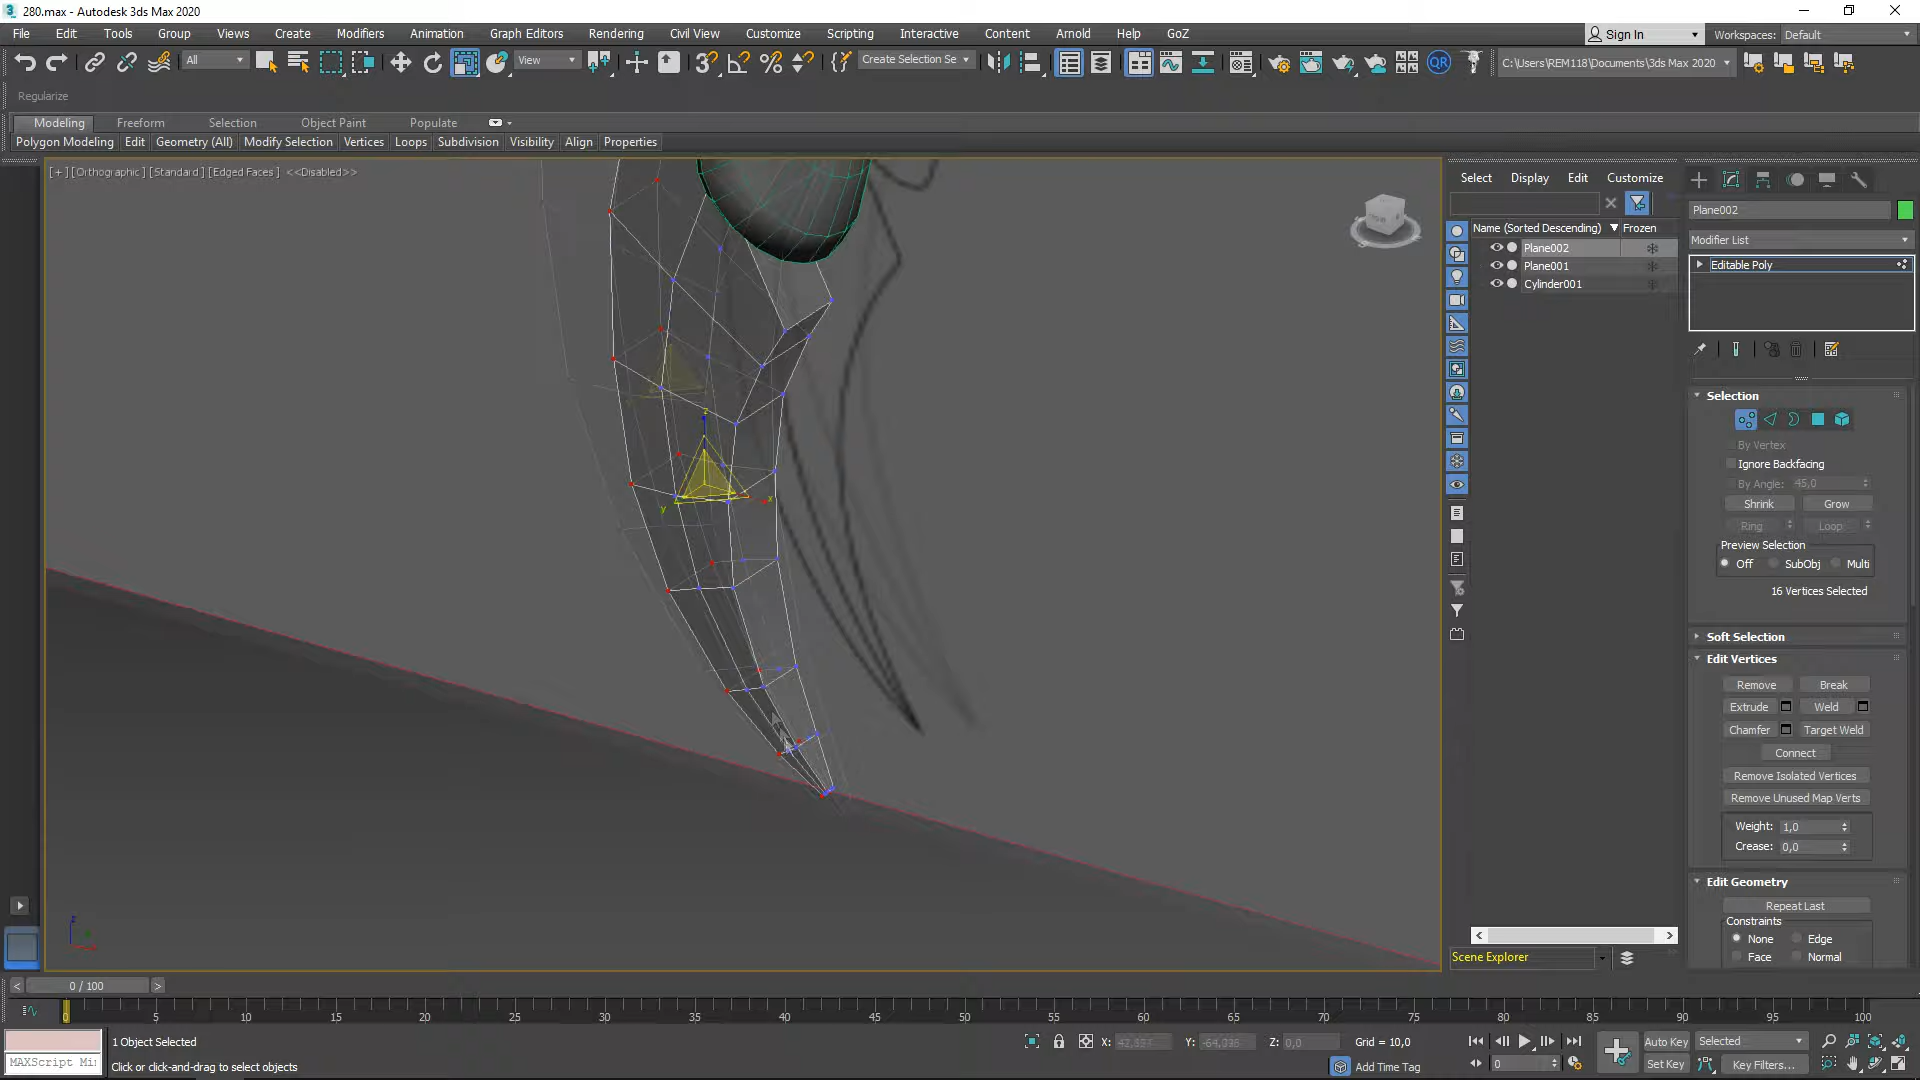 280.max - Autodesk 3ds Max 2020
File Edit Tools Group Views Create Modifiers Animation Graph Editors Rendering Civil View Customize Scripting Interactive Content Arnold Help GoZ
Sign In Workspaces: Default
All View Create Selection Se QR C:\Users\REM118\Documents\3ds Max 2020
Regularize
Modeling Freeform Selection Object Paint Populate
Polygon Modeling Edit Geometry (All) Modify Selection Vertices Loops Subdivision Visibility Align Properties
[+] [Orthographic] [Standard] [Edged Faces] <<Disabled>>
Select Display Edit Customize
Name (Sorted Descending) Frozen
Plane002
Plane001
Cylinder001
Scene Explorer
Plane002
Modifier List
Editable Poly
Selection
By Vertex
Ignore Backfacing
By Angle: 45,0
Shrink Grow
Ring Loop
Preview Selection
Off SubObj Multi
16 Vertices Selected
Soft Selection
Edit Vertices
Remove Break
Extrude Weld
Chamfer Target Weld
Connect
Remove Isolated Vertices
Remove Unused Map Verts
Weight: 1,0
Crease: 0,0
Edit Geometry
Repeat Last
Constraints
None Edge
Face Normal
z
x
y
z
< 0 / 100 >
0 5 10 15 20 25 30 35 40 45 50 55 60 65 70 75 80 85 90 95 100
1 Object Selected
MAXScript Mi
Click or click-and-drag to select objects
X: Y: Z: 0,0 Grid = 10,0
Add Time Tag
0
Auto Key Selected
Set Key Key Filters...